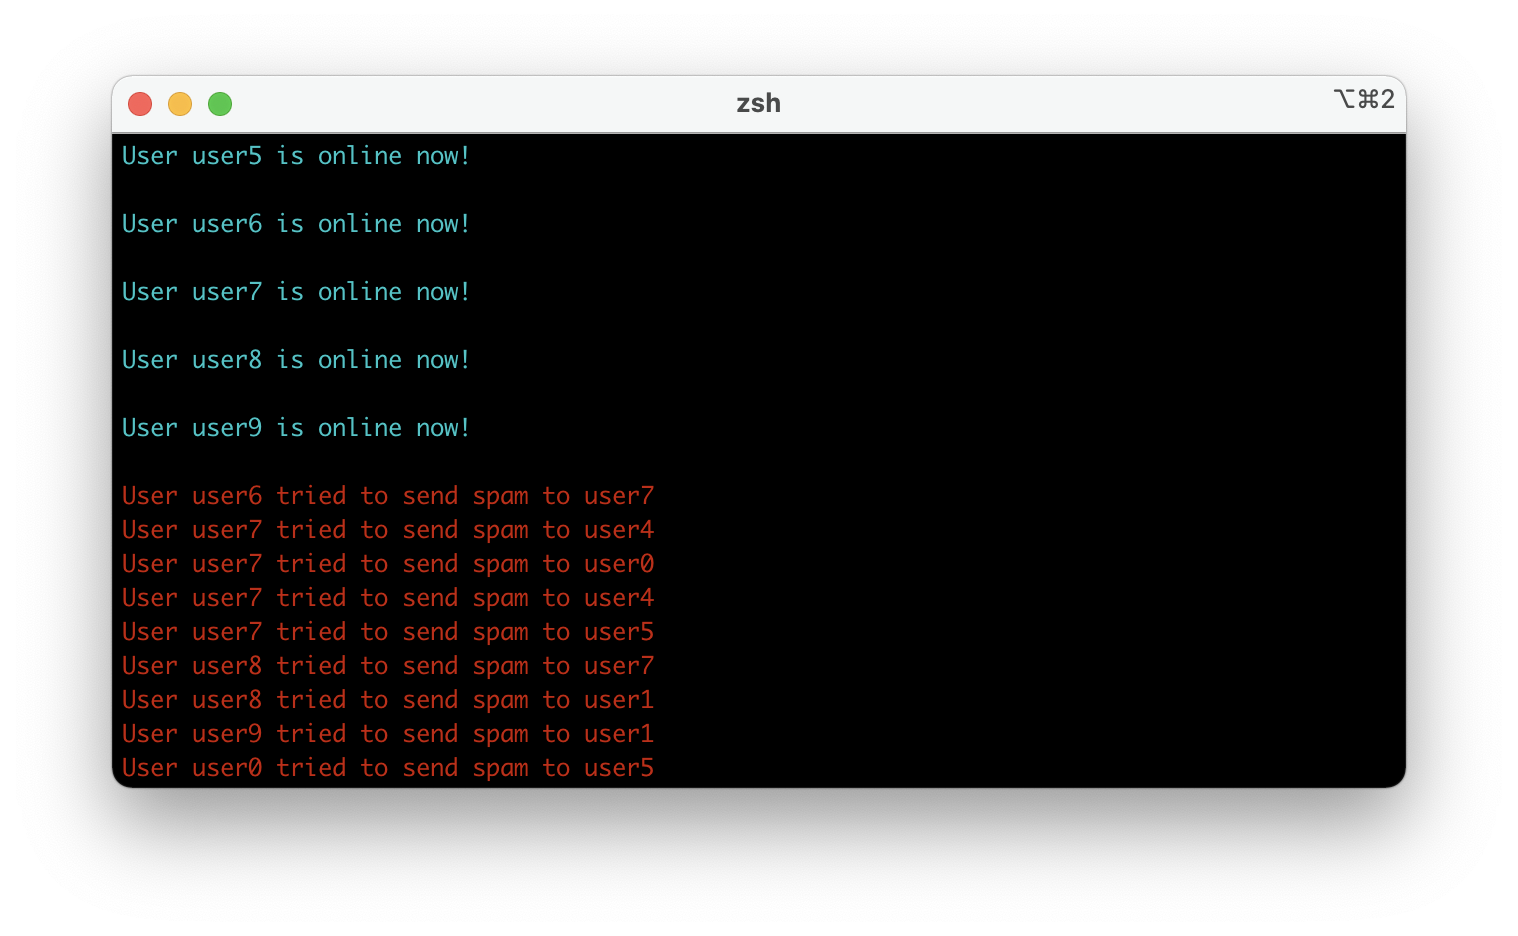 zsh
⌥⌘2
User user5 is online now!
User user6 is online now!
User user7 is online now!
User user8 is online now!
User user9 is online now!
User user6 tried to send spam to user7
User user7 tried to send spam to user4
User user7 tried to send spam to user0
User user7 tried to send spam to user4
User user7 tried to send spam to user5
User user8 tried to send spam to user7
User user8 tried to send spam to user1
User user9 tried to send spam to user1
User user0 tried to send spam to user5